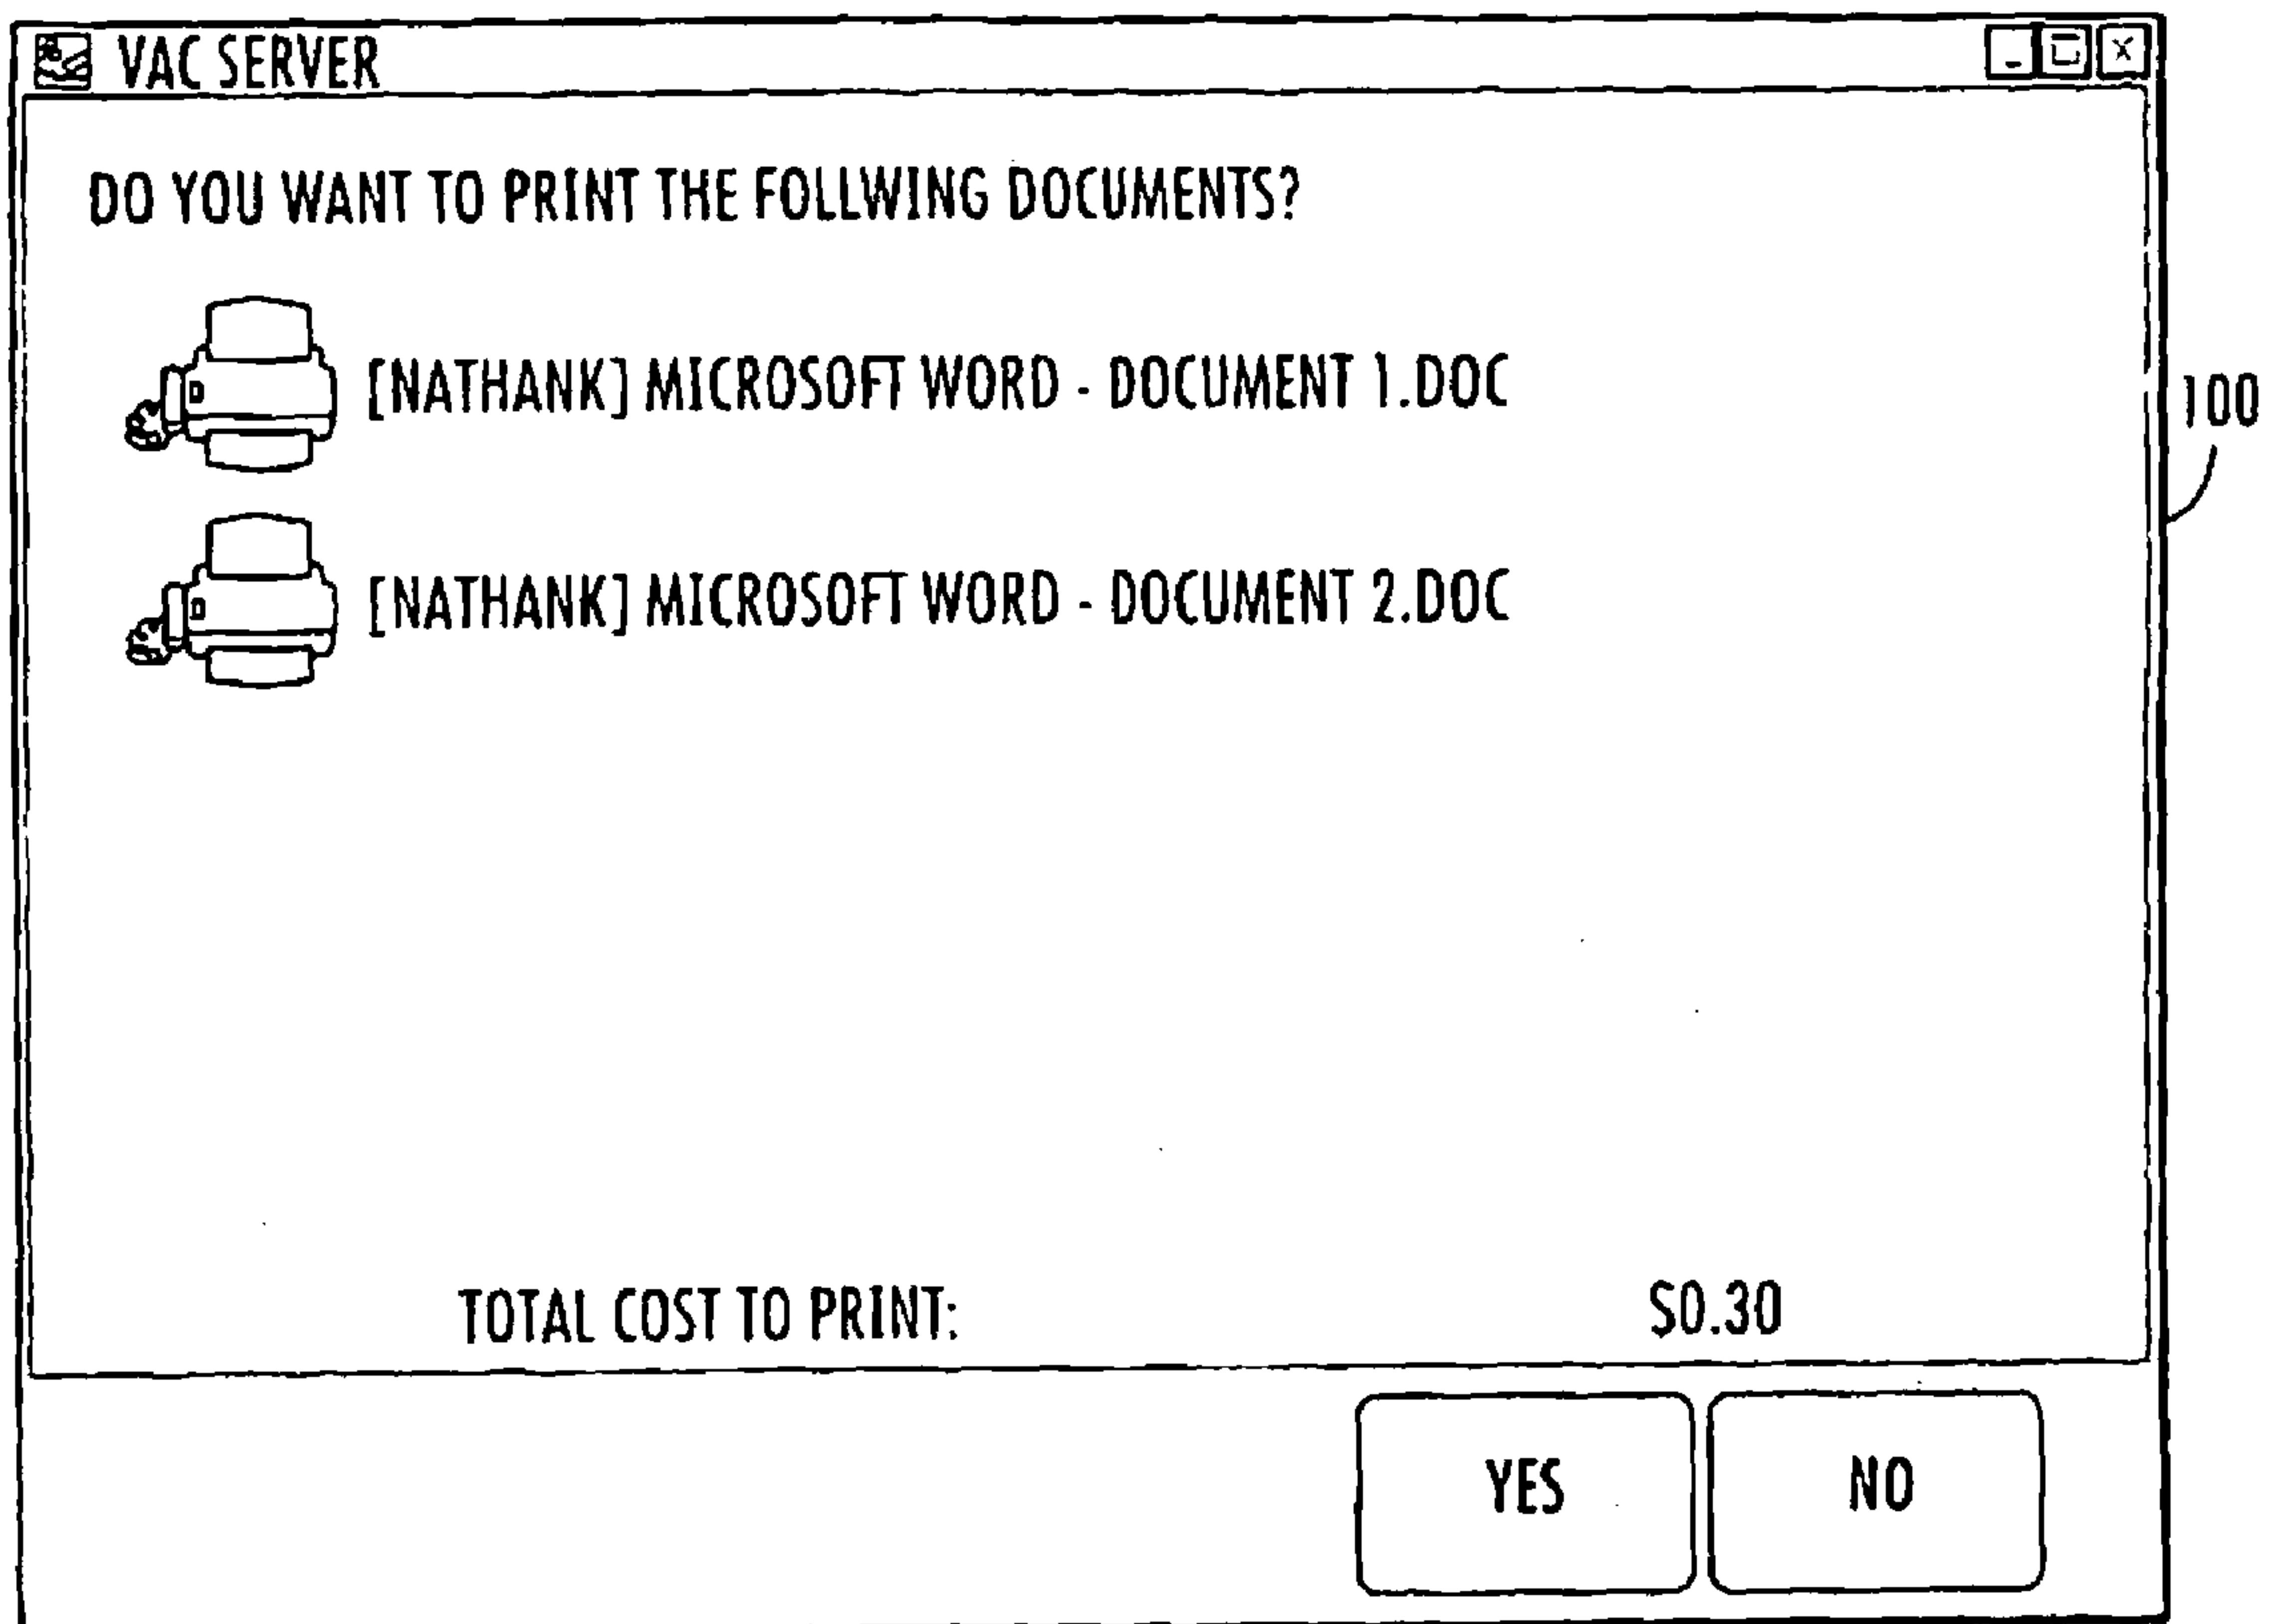 VAC SERVER
DO YOU WANT TO PRINT THE FOLLWING DOCUMENTS?
[NATHANK] MICROSOFT WORD - DOCUMENT 1.DOC
100
[NATHANK] MICROSOFT WORD - DOCUMENT 2.DOC
TOTAL COST TO PRINT: $0.30
YES NO